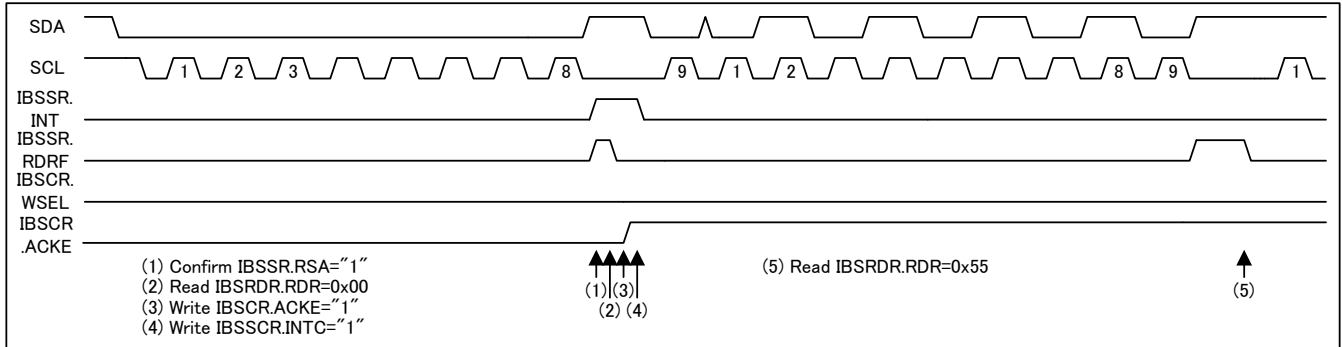 SDA
SCL
1 2 3 8 9 1 2 8 9 1
IBSSR.
INT
IBSSR.
RDRF
IBSCR.
WSEL
IBSCR
.ACKE
(1) Confirm IBSSR.RSA="1"
(2) Read IBSRDR.RDR=0x00
(3) Write IBSCR.ACKE="1"
(4) Write IBSSCR.INTC="1"
(1) (3)
(2) (4)
(5) Read IBSRDR.RDR=0x55
(5)